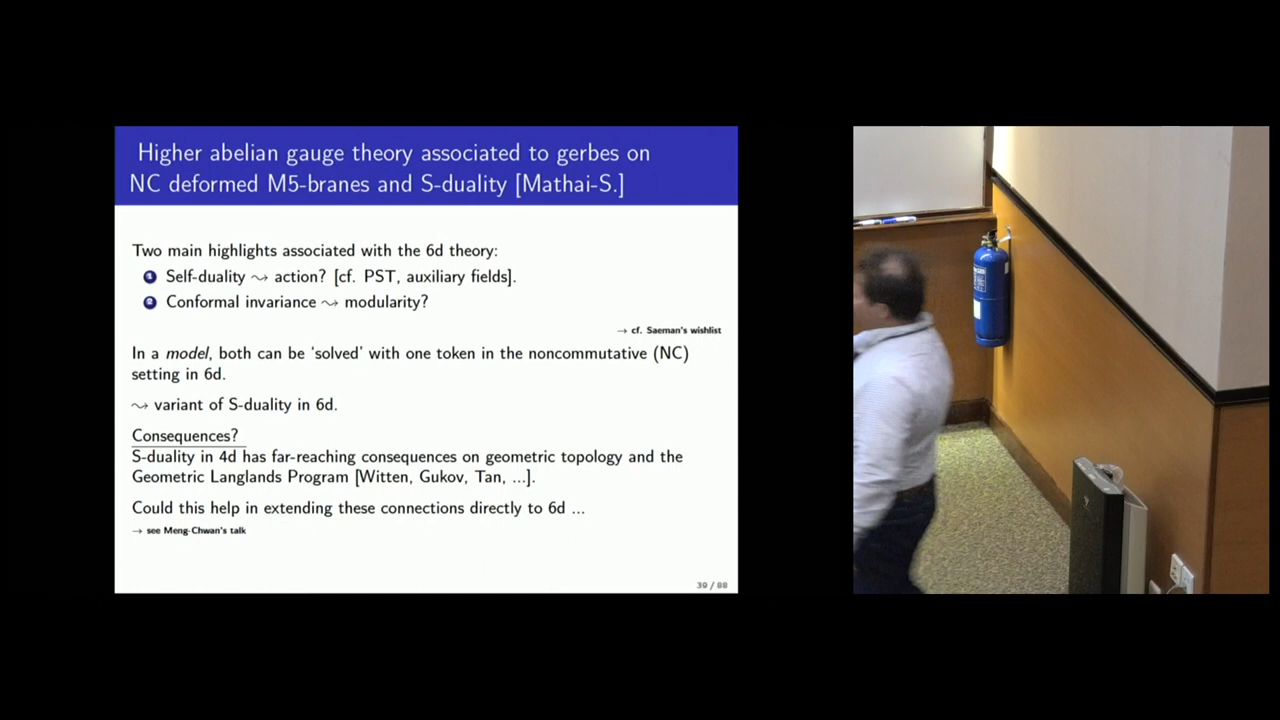 Higher abelian gauge theory associated to gerbes on
NC deformed M5-branes and S-duality [Mathai-S.]
Two main highlights associated with the 6d theory:
1 Self-duality ⤳ action? [cf. PST, auxiliary fields].
2 Conformal invariance ⤳ modularity?
→ cf. Saeman's wishlist
In a model, both can be 'solved' with one token in the noncommutative (NC)
setting in 6d.
⤳ variant of S-duality in 6d.
Consequences?
S-duality in 4d has far-reaching consequences on geometric topology and the
Geometric Langlands Program [Witten, Gukov, Tan, ...].
Could this help in extending these connections directly to 6d ...
→ see Meng-Chwan's talk
39 / 88